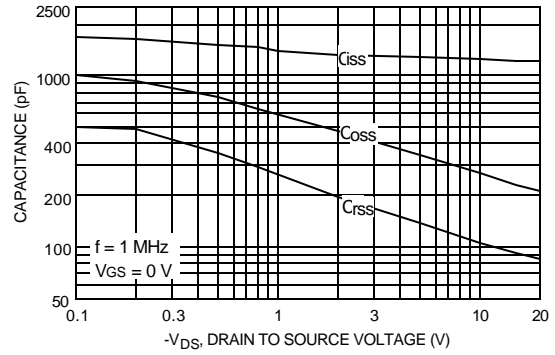 2500
1000
400
200
100
50
CAPACITANCE (pF)
Ciss
Coss
Crss
f = 1 MHz
VGS = 0 V
0.1
0.3
1
3
10
20
-VDS, DRAIN TO SOURCE VOLTAGE (V)